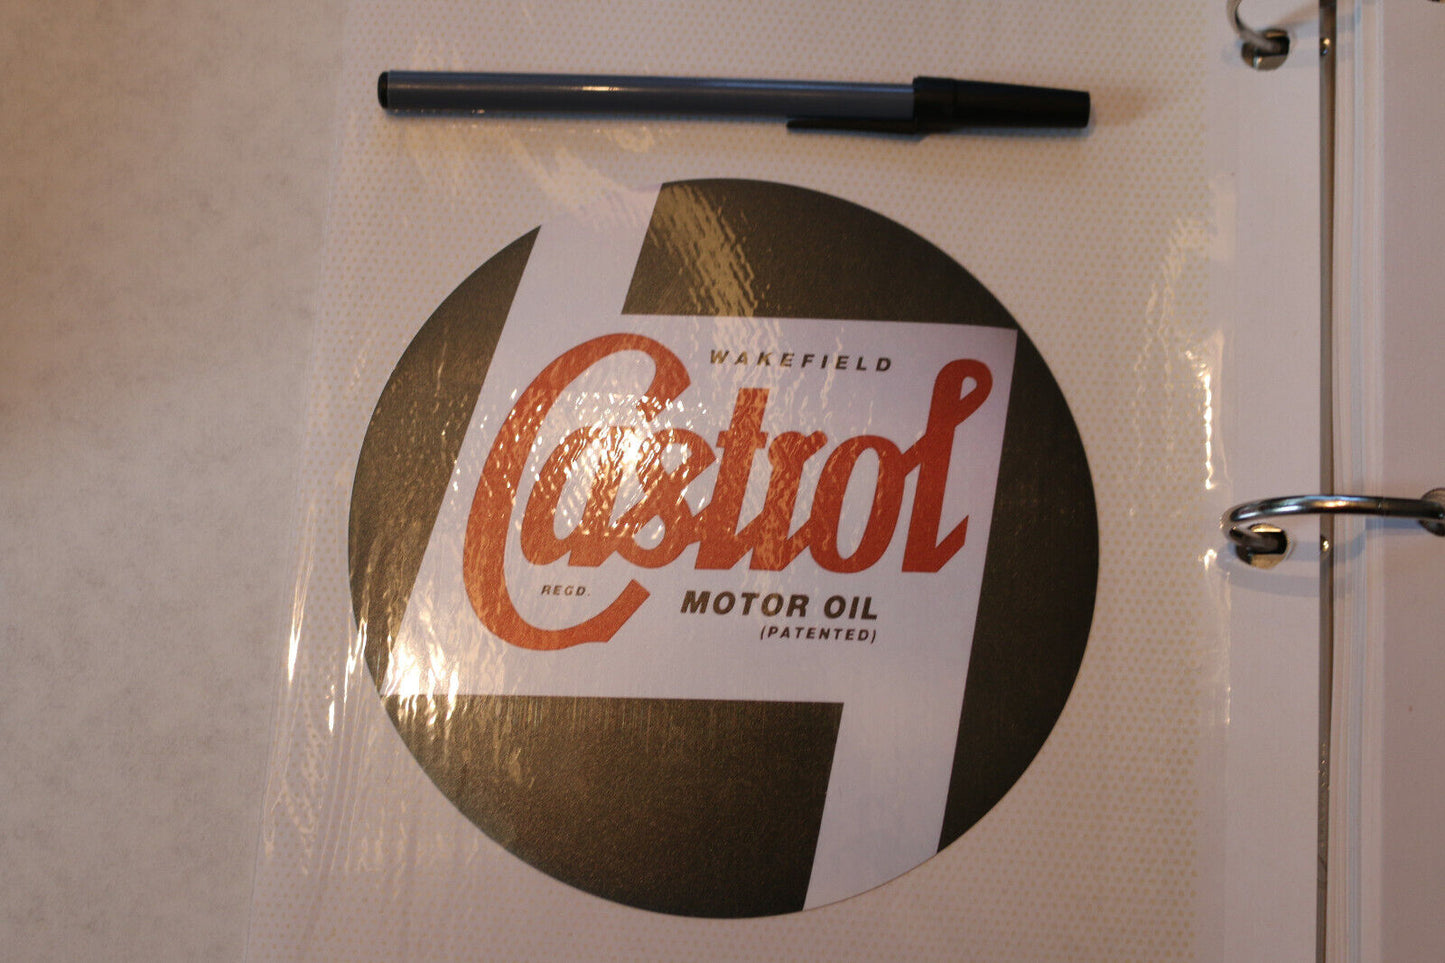 WAKEFIELD
Castrol
REGD.
MOTOR OIL
(PATENTED)